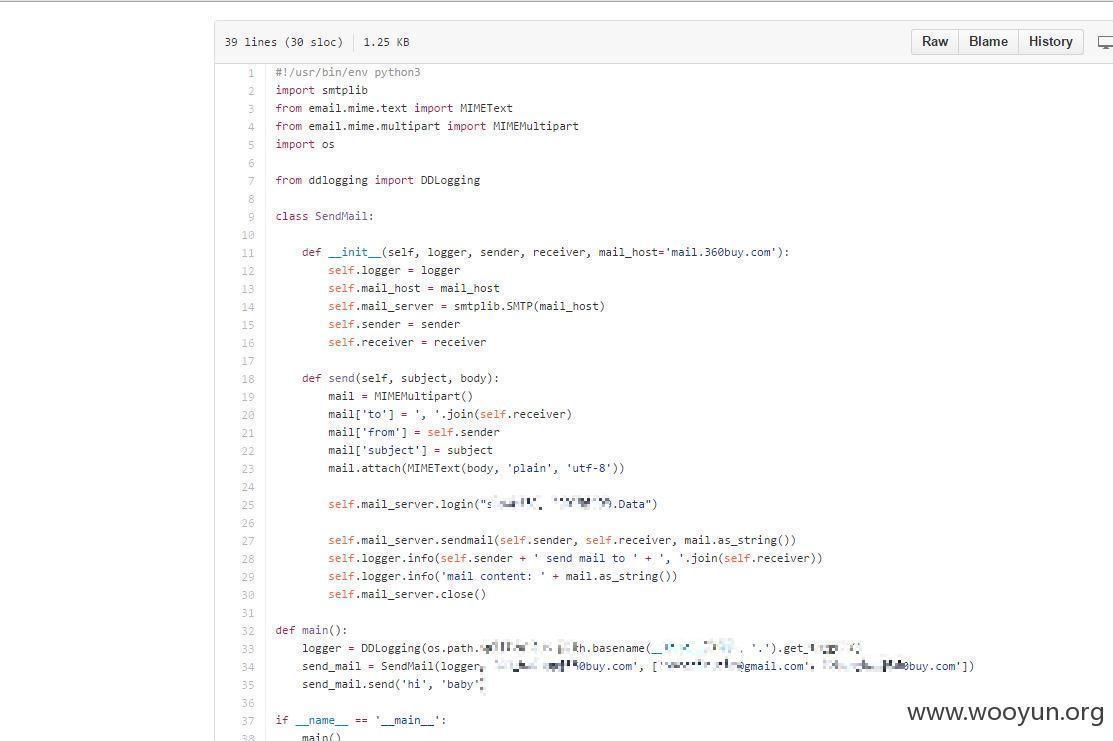 39 lines (30 sloc) 1.25 KB Raw Blame History
1 #!/usr/bin/env python3
2 import smtplib
3 from email.mime.text import MIMEText
4 from email.mime.multipart import MIMEMultipart
5 import os
6
7 from ddlogging import DDLogging
8
9 class SendMail:
10
11 def __init__(self, logger, sender, receiver, mail_host='mail.360buy.com'):
12 self.logger = logger
13 self.mail_host = mail_host
14 self.mail_server = smtplib.SMTP(mail_host)
15 self.sender = sender
16 self.receiver = receiver
17
18 def send(self, subject, body):
19 mail = MIMEMultipart()
20 mail['to'] = ', '.join(self.receiver)
21 mail['from'] = self.sender
22 mail['subject'] = subject
23 mail.attach(MIMEText(body, 'plain', 'utf-8'))
24
25 self.mail_server.login("s .Data")
26
27 self.mail_server.sendmail(self.sender, self.receiver, mail.as_string())
28 self.logger.info(self.sender + ' send mail to ' + ', '.join(self.receiver))
29 self.logger.info('mail content: ' + mail.as_string())
30 self.mail_server.close()
31
32 def main():
33 logger = DDLogging(os.path. th.basename(__ '.').get_
34 send_mail = SendMail(logger, 0buy.com', [' @gmail.com', 0buy.com'])
35 send_mail.send('hi', 'baby'
36
37 if __name__ == '__main__':
38 main()
www.wooyun.org